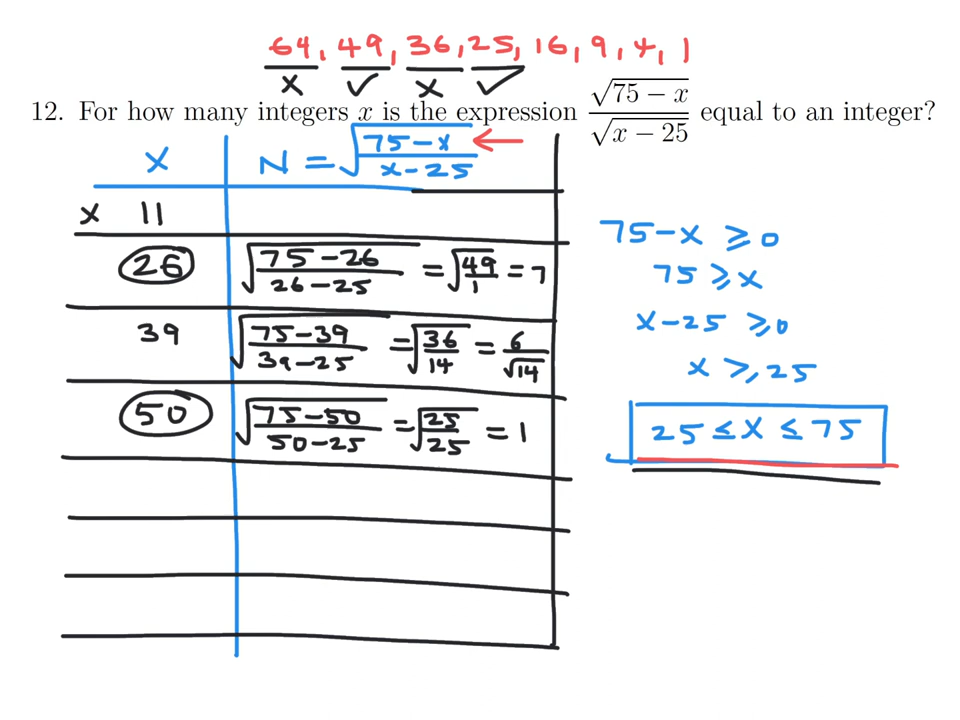 64, 49, 36, 25, 16, 9, 4, 1
x ✓ x ✓
12. For how many integers x is the expression √(75 − x) / √(x − 25) equal to an integer?
x N = √((75 − x)/(x − 25)) ←
x 11
26 √((75 − 26)/(26 − 25)) = √(49/1) = 7
39 √((75 − 39)/(39 − 25)) = √(36/14) = 6/√14
50 √((75 − 50)/(50 − 25)) = √(25/25) = 1
75 − x ≥ 0
75 ≥ x
x − 25 ≥ 0
x ≥ 25
25 ≤ x ≤ 75